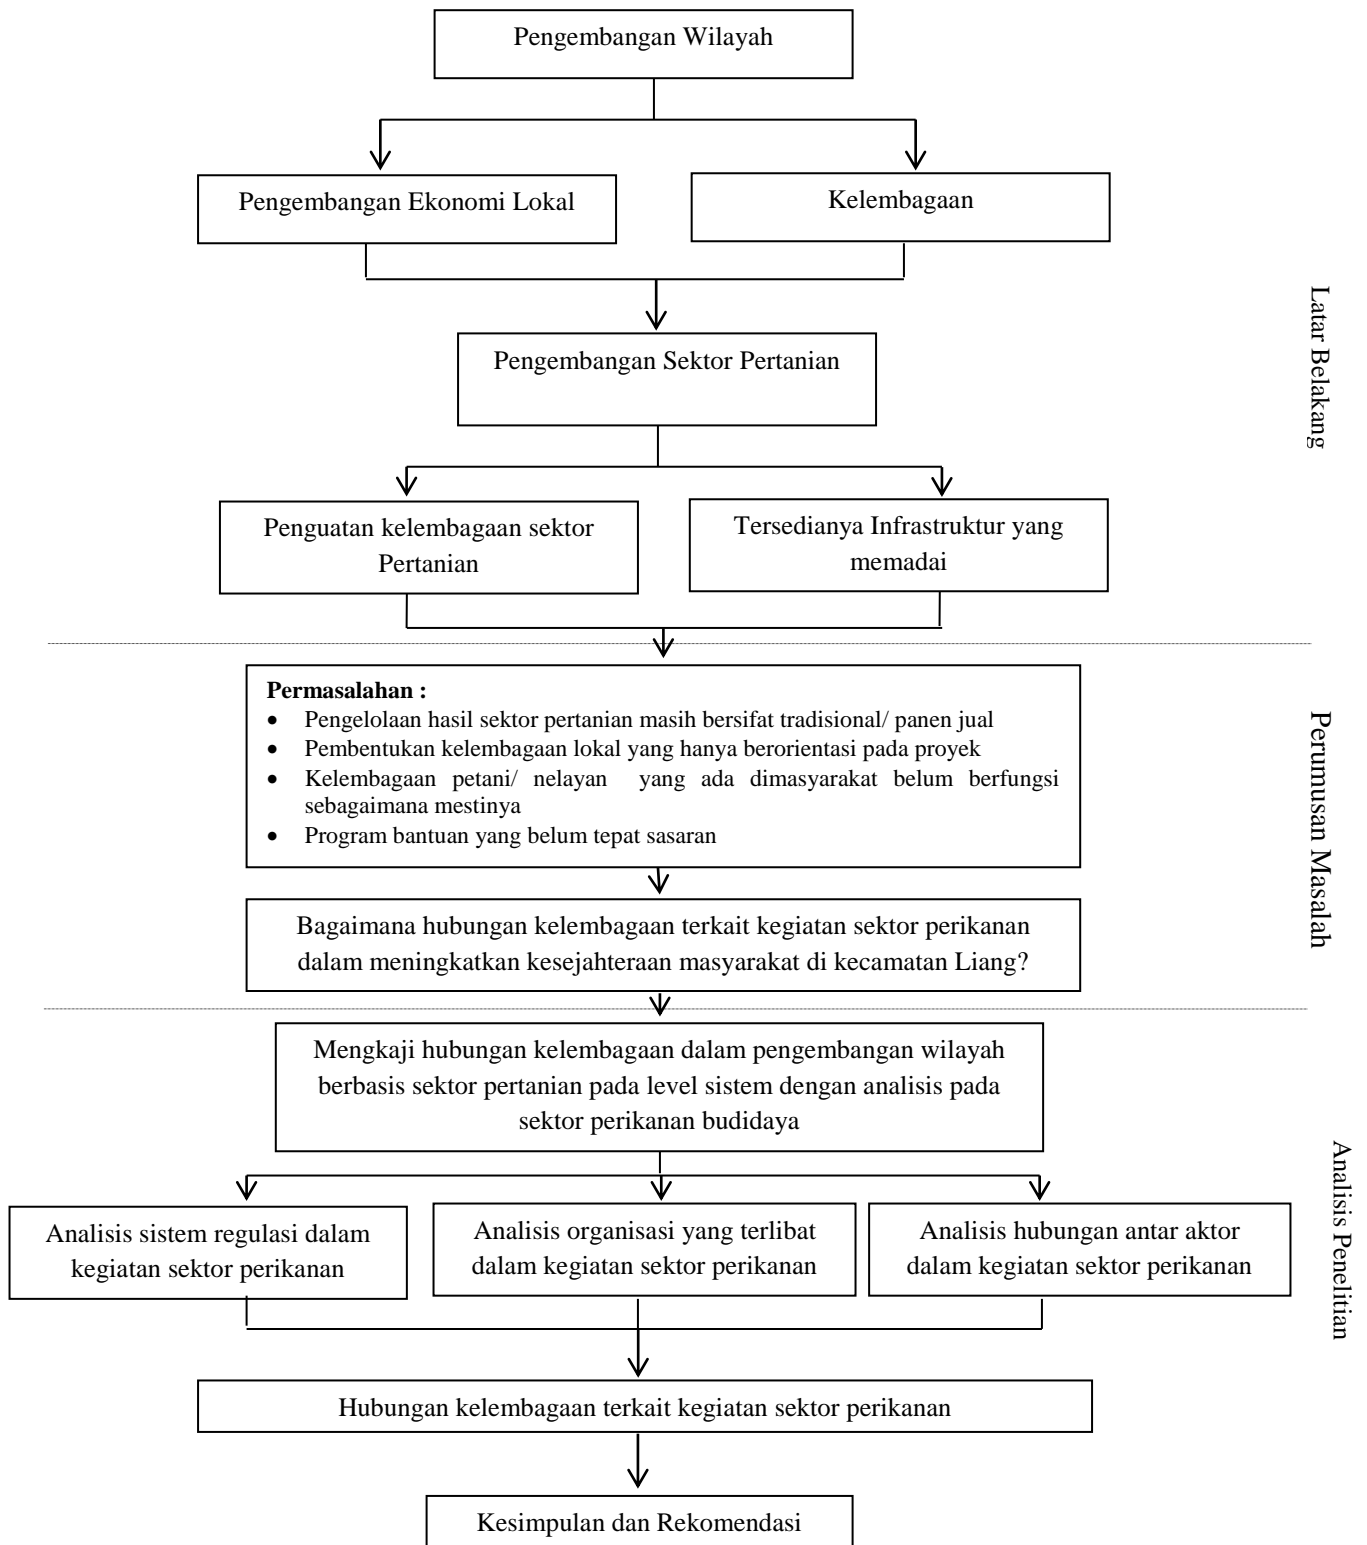 Pengembangan Wilayah
Pengembangan Ekonomi Lokal
Kelembagaan
Pengembangan Sektor Pertanian
Penguatan kelembagaan sektor
Pertanian
Tersedianya Infrastruktur yang
memadai
Latar Belakang
Permasalahan :
• Pengelolaan hasil sektor pertanian masih bersifat tradisional/ panen jual
• Pembentukan kelembagaan lokal yang hanya berorientasi pada proyek
• Kelembagaan petani/ nelayan yang ada dimasyarakat belum berfungsi
sebagaimana mestinya
• Program bantuan yang belum tepat sasaran
Bagaimana hubungan kelembagaan terkait kegiatan sektor perikanan
dalam meningkatkan kesejahteraan masyarakat di kecamatan Liang?
Perumusan Masalah
Mengkaji hubungan kelembagaan dalam pengembangan wilayah
berbasis sektor pertanian pada level sistem dengan analisis pada
sektor perikanan budidaya
Analisis sistem regulasi dalam
kegiatan sektor perikanan
Analisis organisasi yang terlibat
dalam kegiatan sektor perikanan
Analisis hubungan antar aktor
dalam kegiatan sektor perikanan
Analisis Penelitian
Hubungan kelembagaan terkait kegiatan sektor perikanan
Kesimpulan dan Rekomendasi